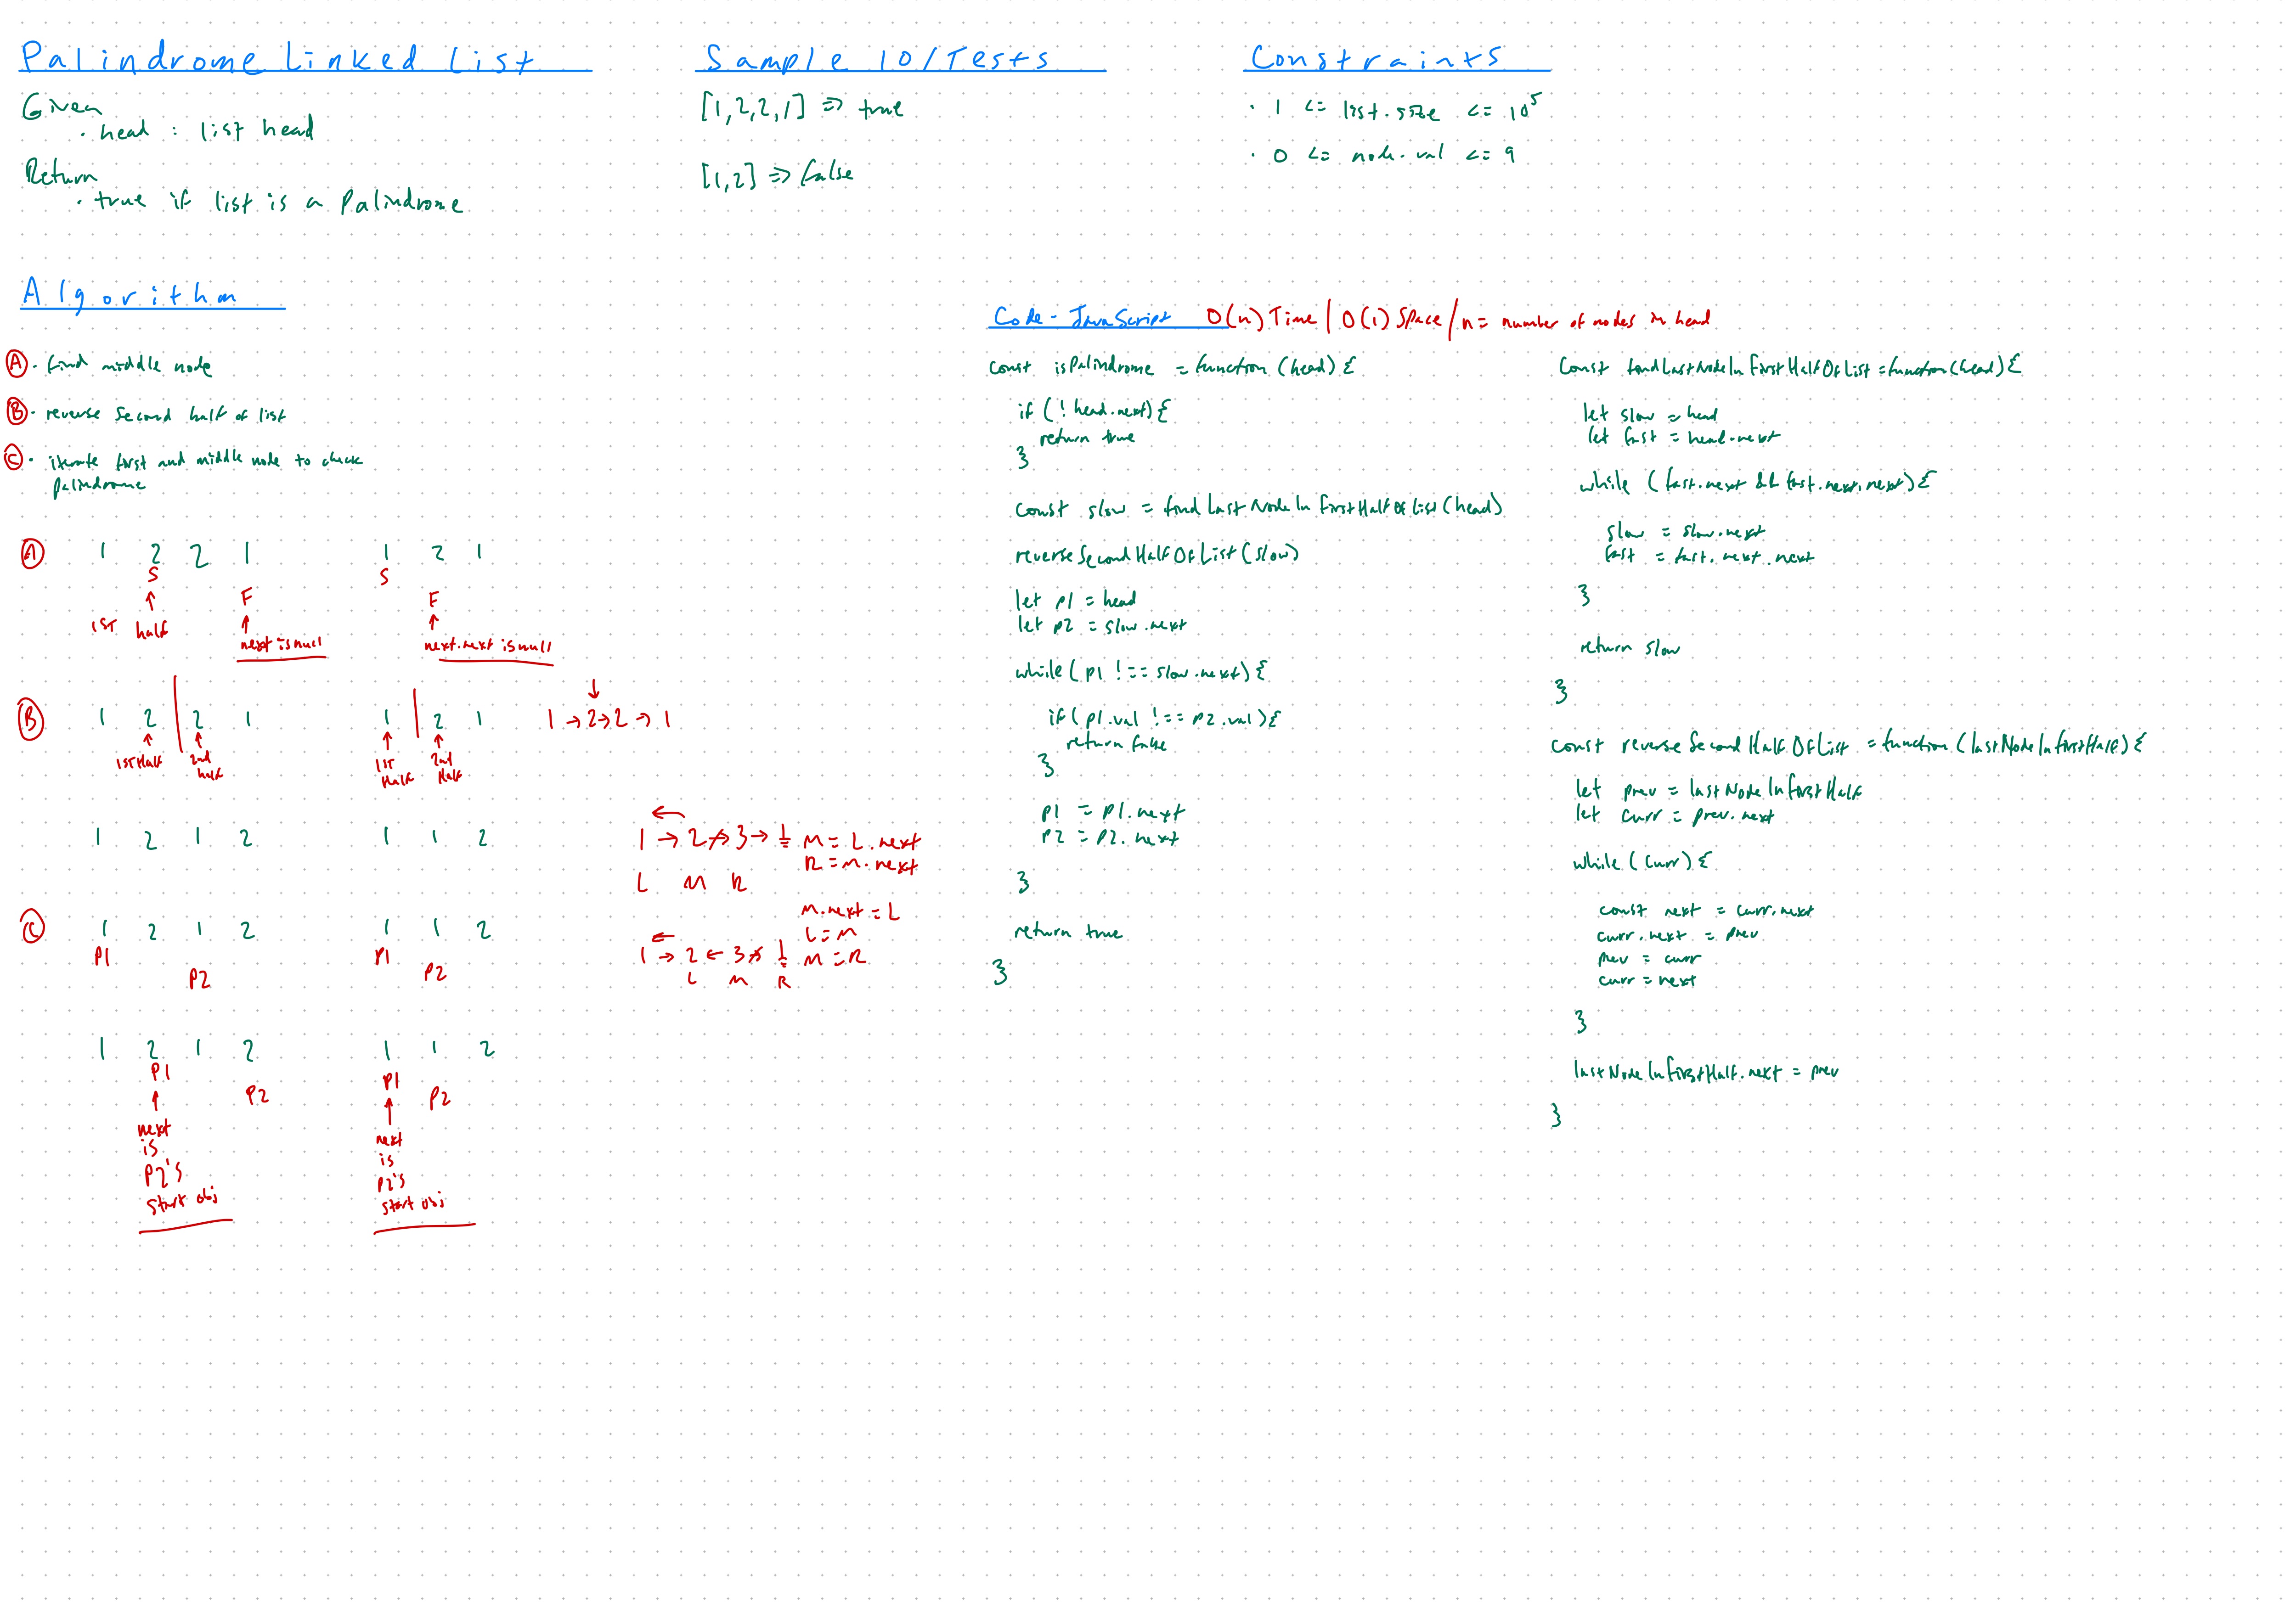 Palindrome Linked List
Given
· head : list head
Return
· true if list is a Palindrome
Sample IO/Tests
[1,2,2,1] => true
[1,2] => false
Constraints
· 1 <= list.size <= 10^5
· 0 <= node.val <= 9
Algorithm
A · find middle node
B · reverse second half of list
C · iterate first and middle node to check
palindrome
A 1 2 2 1 1 2 1
S S
F F
1ST half
next is null next.next is null
B 1 2 2 1 1 2 1 1 → 2 → 2 → 1
1ST Half 2nd half 1ST Half 2nd Half
1 2 1 2 1 1 2
1 → 2 → 3 → M = L.next
R = M.next
L M R
M.next = L
L = M
1 → 2 ← 3 → M = R
L M R
C 1 2 1 2 1 1 2
P1 P1
P2 P2
1 2 1 2 1 1 2
P1 P1
P2 P2
next
is
P2's
start obj
next
is
P2's
start obj
Code - JavaScript O(n) Time | O(1) Space / n = number of nodes in head
const isPalindrome = function (head) {
if (! head.next) {
return true
}
const slow = findLastNodeInFirstHalfOfList (head)
reverseSecondHalfOfList (slow)
let p1 = head
let p2 = slow.next
while (p1 !== slow.next) {
if (p1.val !== p2.val) {
return false
}
p1 = p1.next
p2 = p2.next
}
return true
}
const findLastNodeInFirstHalfOfList = function (head) {
let slow = head
let fast = head.next
while (fast.next && fast.next.next) {
slow = slow.next
fast = fast.next.next
}
return slow
}
const reverseSecondHalfOfList = function (lastNodeInFirstHalf) {
let prev = lastNodeInFirstHalf
let curr = prev.next
while (curr) {
const next = curr.next
curr.next = prev
prev = curr
curr = next
}
lastNodeInFirstHalf.next = prev
}